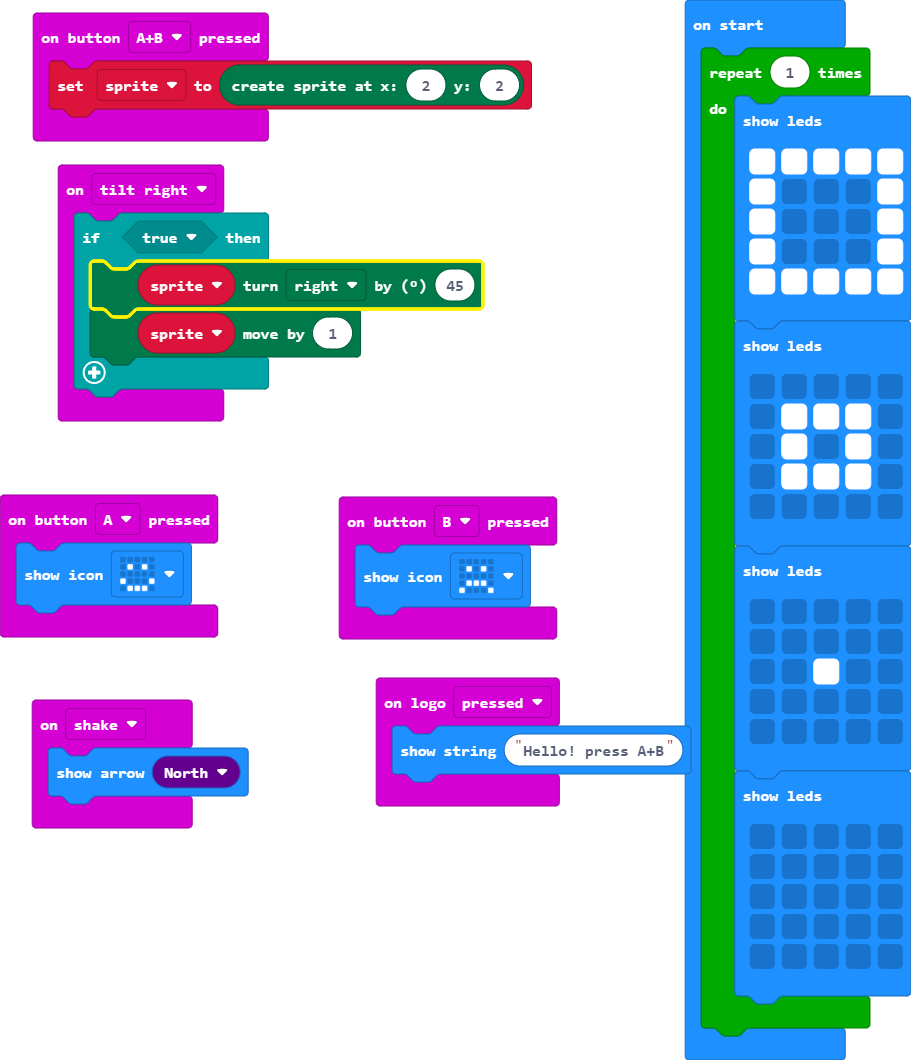 on button A+B pressed
set sprite to create sprite at x: 2 y: 2
on tilt right
if true then
sprite turn right by (º) 45
sprite move by 1
on button A pressed
show icon
on button B pressed
show icon
on shake
show arrow North
on logo pressed
show string "Hello! press A+B"
on start
repeat 1 times
do
show leds
show leds
show leds
show leds